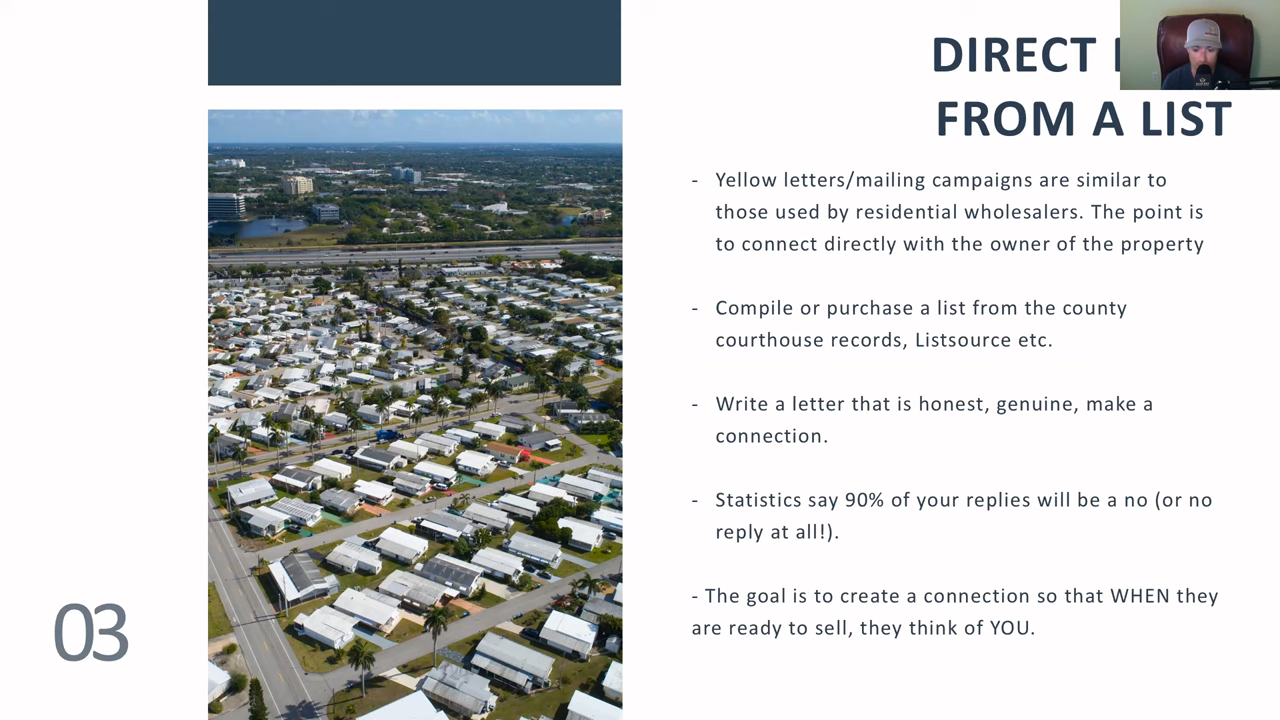 DIRECT
FROM A LIST
- Yellow letters/mailing campaigns are similar to
those used by residential wholesalers. The point is
to connect directly with the owner of the property
- Compile or purchase a list from the county
courthouse records, Listsource etc.
- Write a letter that is honest, genuine, make a
connection.
- Statistics say 90% of your replies will be a no (or no
reply at all!).
- The goal is to create a connection so that WHEN they
are ready to sell, they think of YOU.
03